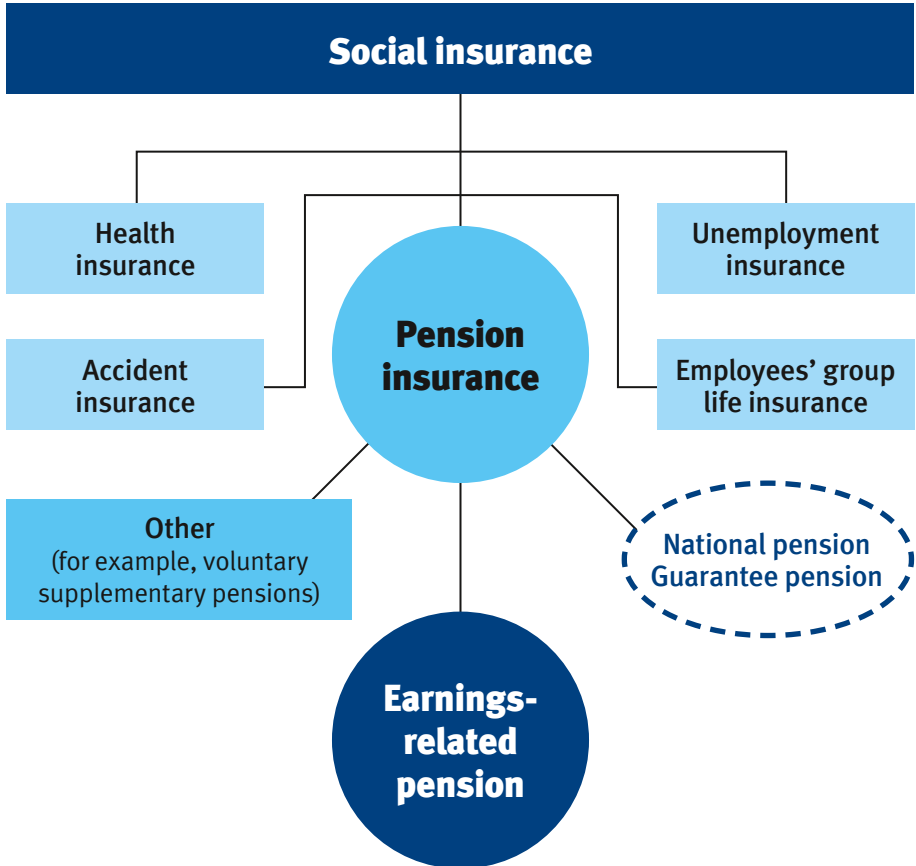 Social insurance
Health
insurance
Unemployment
insurance
Pension
insurance
Accident
insurance
Employees' group
life insurance
Other
(for example, voluntary
supplementary pensions)
National pension
Guarantee pension
Earnings-
related
pension